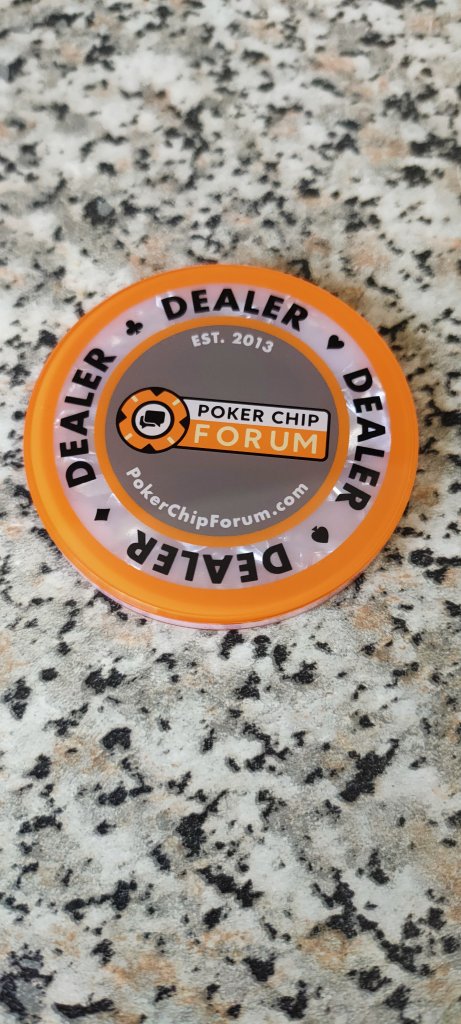 DEALER
DEALER
DEALER
DEALER
EST. 2013
POKER CHIP
FORUM
PokerChipForum.com